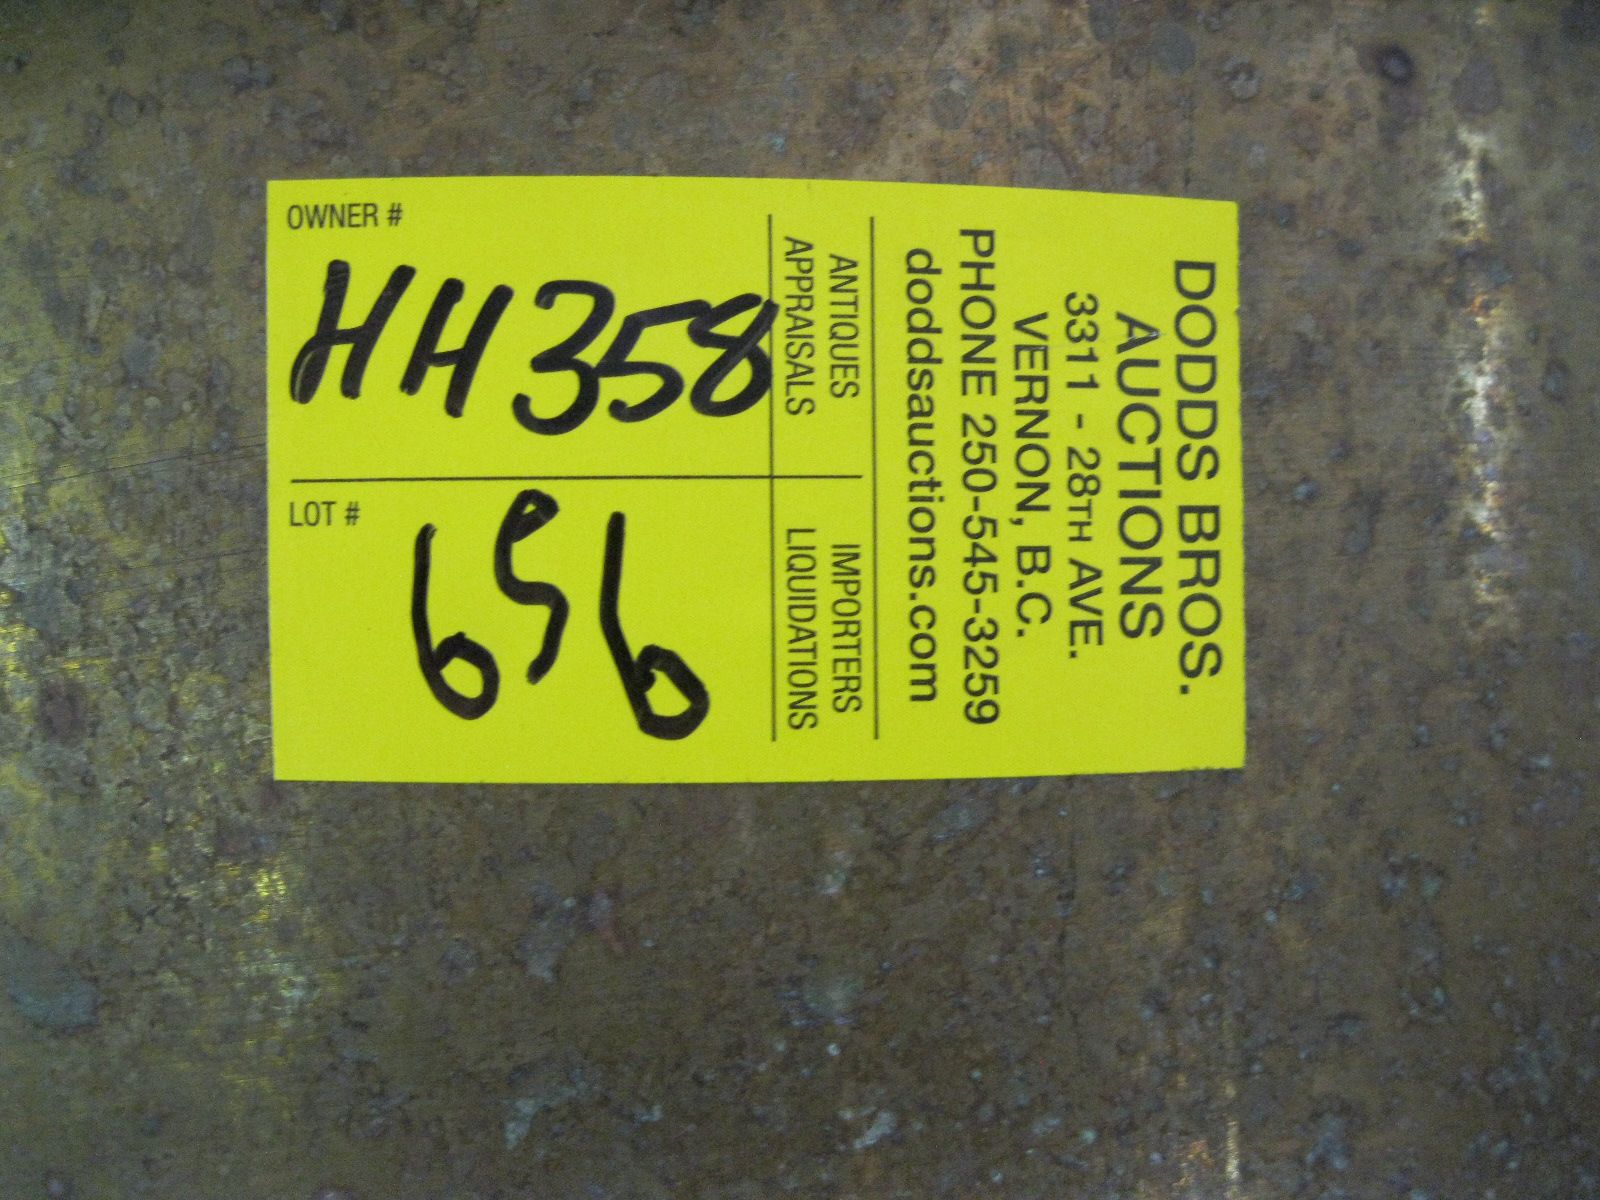 DODDS BROS.
AUCTIONS
3311 - 28TH AVE.
VERNON, B.C.
PHONE 250-545-3259
doddsauctions.com
ANTIQUES IMPORTERS
APPRAISALS LIQUIDATIONS
OWNER #
HH358
LOT #
656